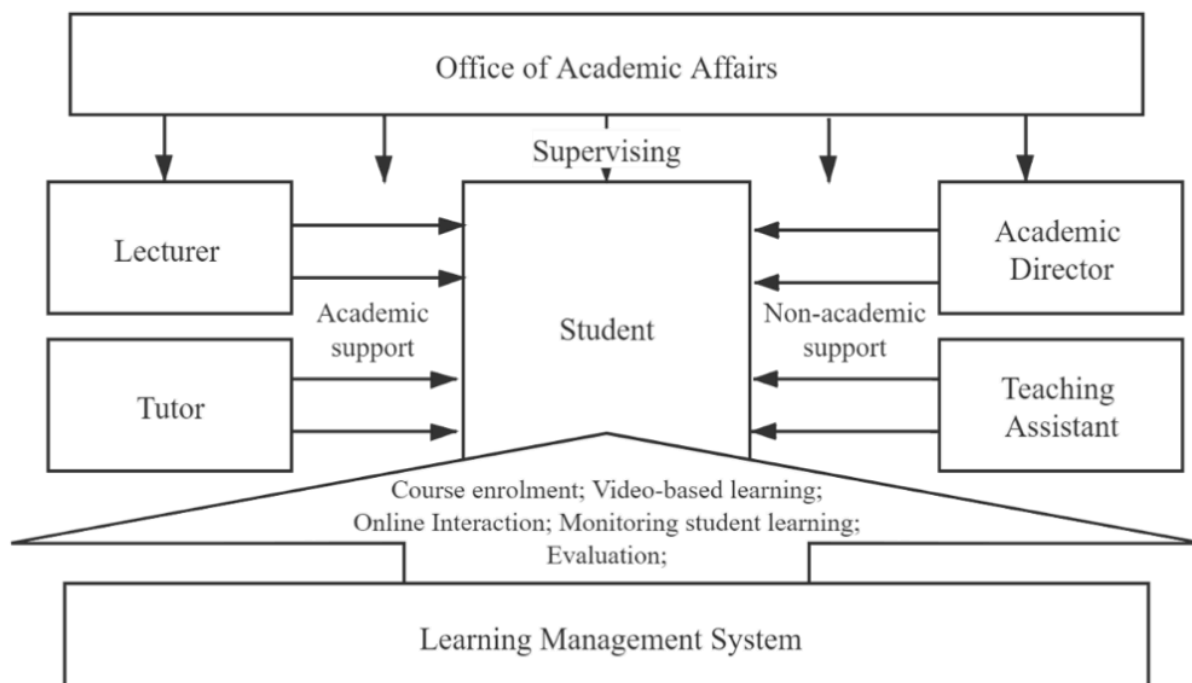 Office of Academic Affairs
Supervising
Lecturer
Academic
support
Tutor
Student
Academic
Director
Non-academic
support
Teaching
Assistant
Course enrolment; Video-based learning;
Online Interaction; Monitoring student learning;
Evaluation;
Learning Management System